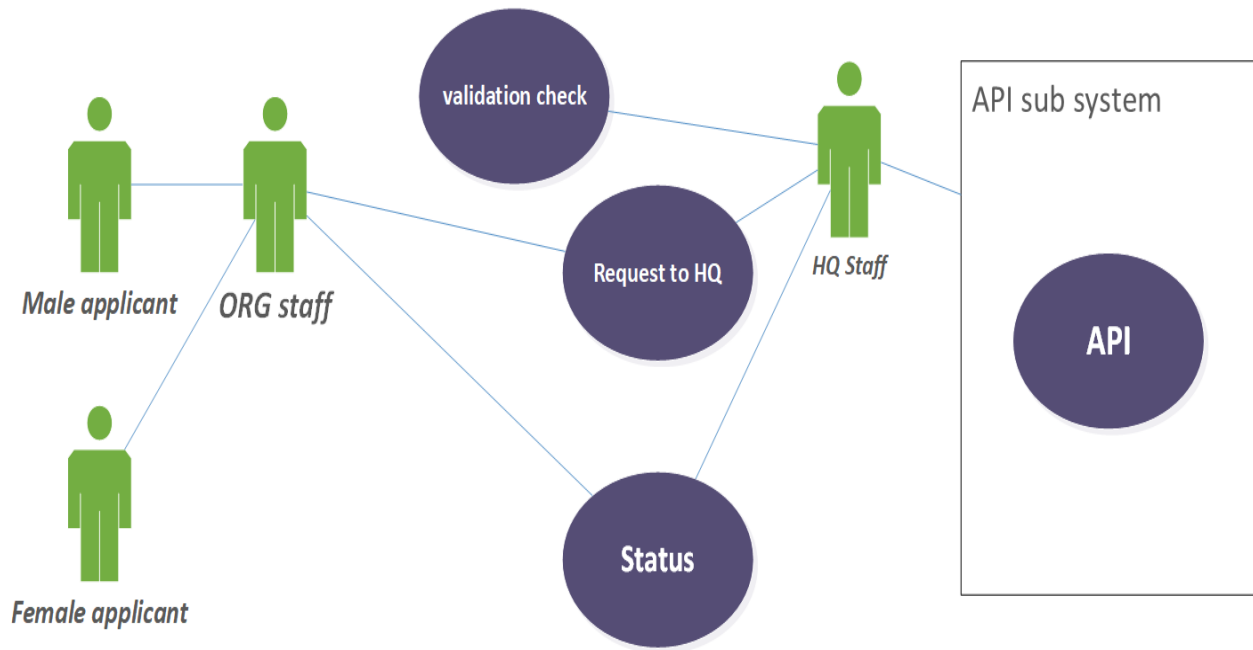 validation check
API sub system
Request to HQ
HQ Staff
Male applicant
ORG staff
API
Status
Female applicant